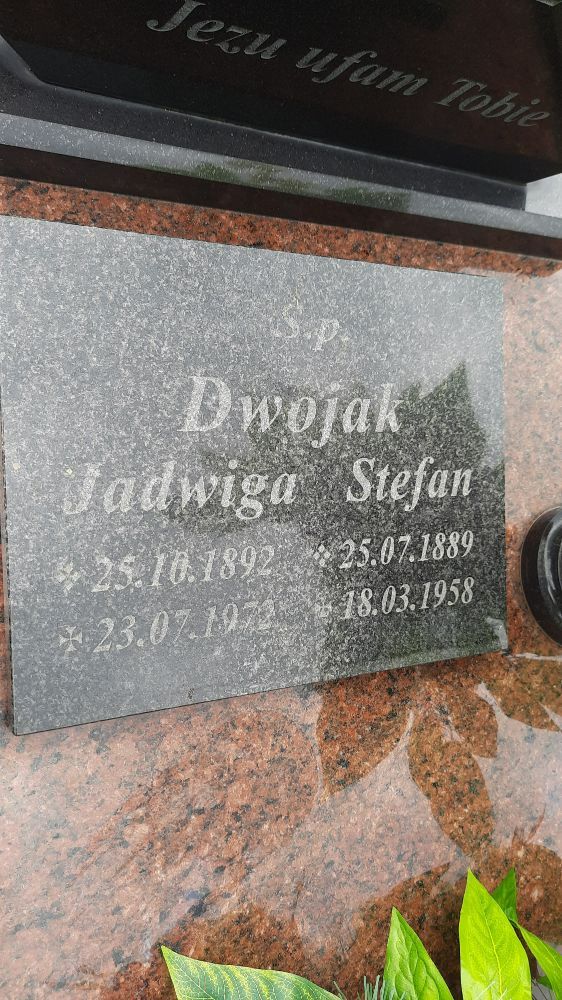 Jezu ufam Tobie
Ś.p.
Dwojak
Jadwiga Stefan
25.10.1892 25.07.1889
23.07.1972 18.03.1958